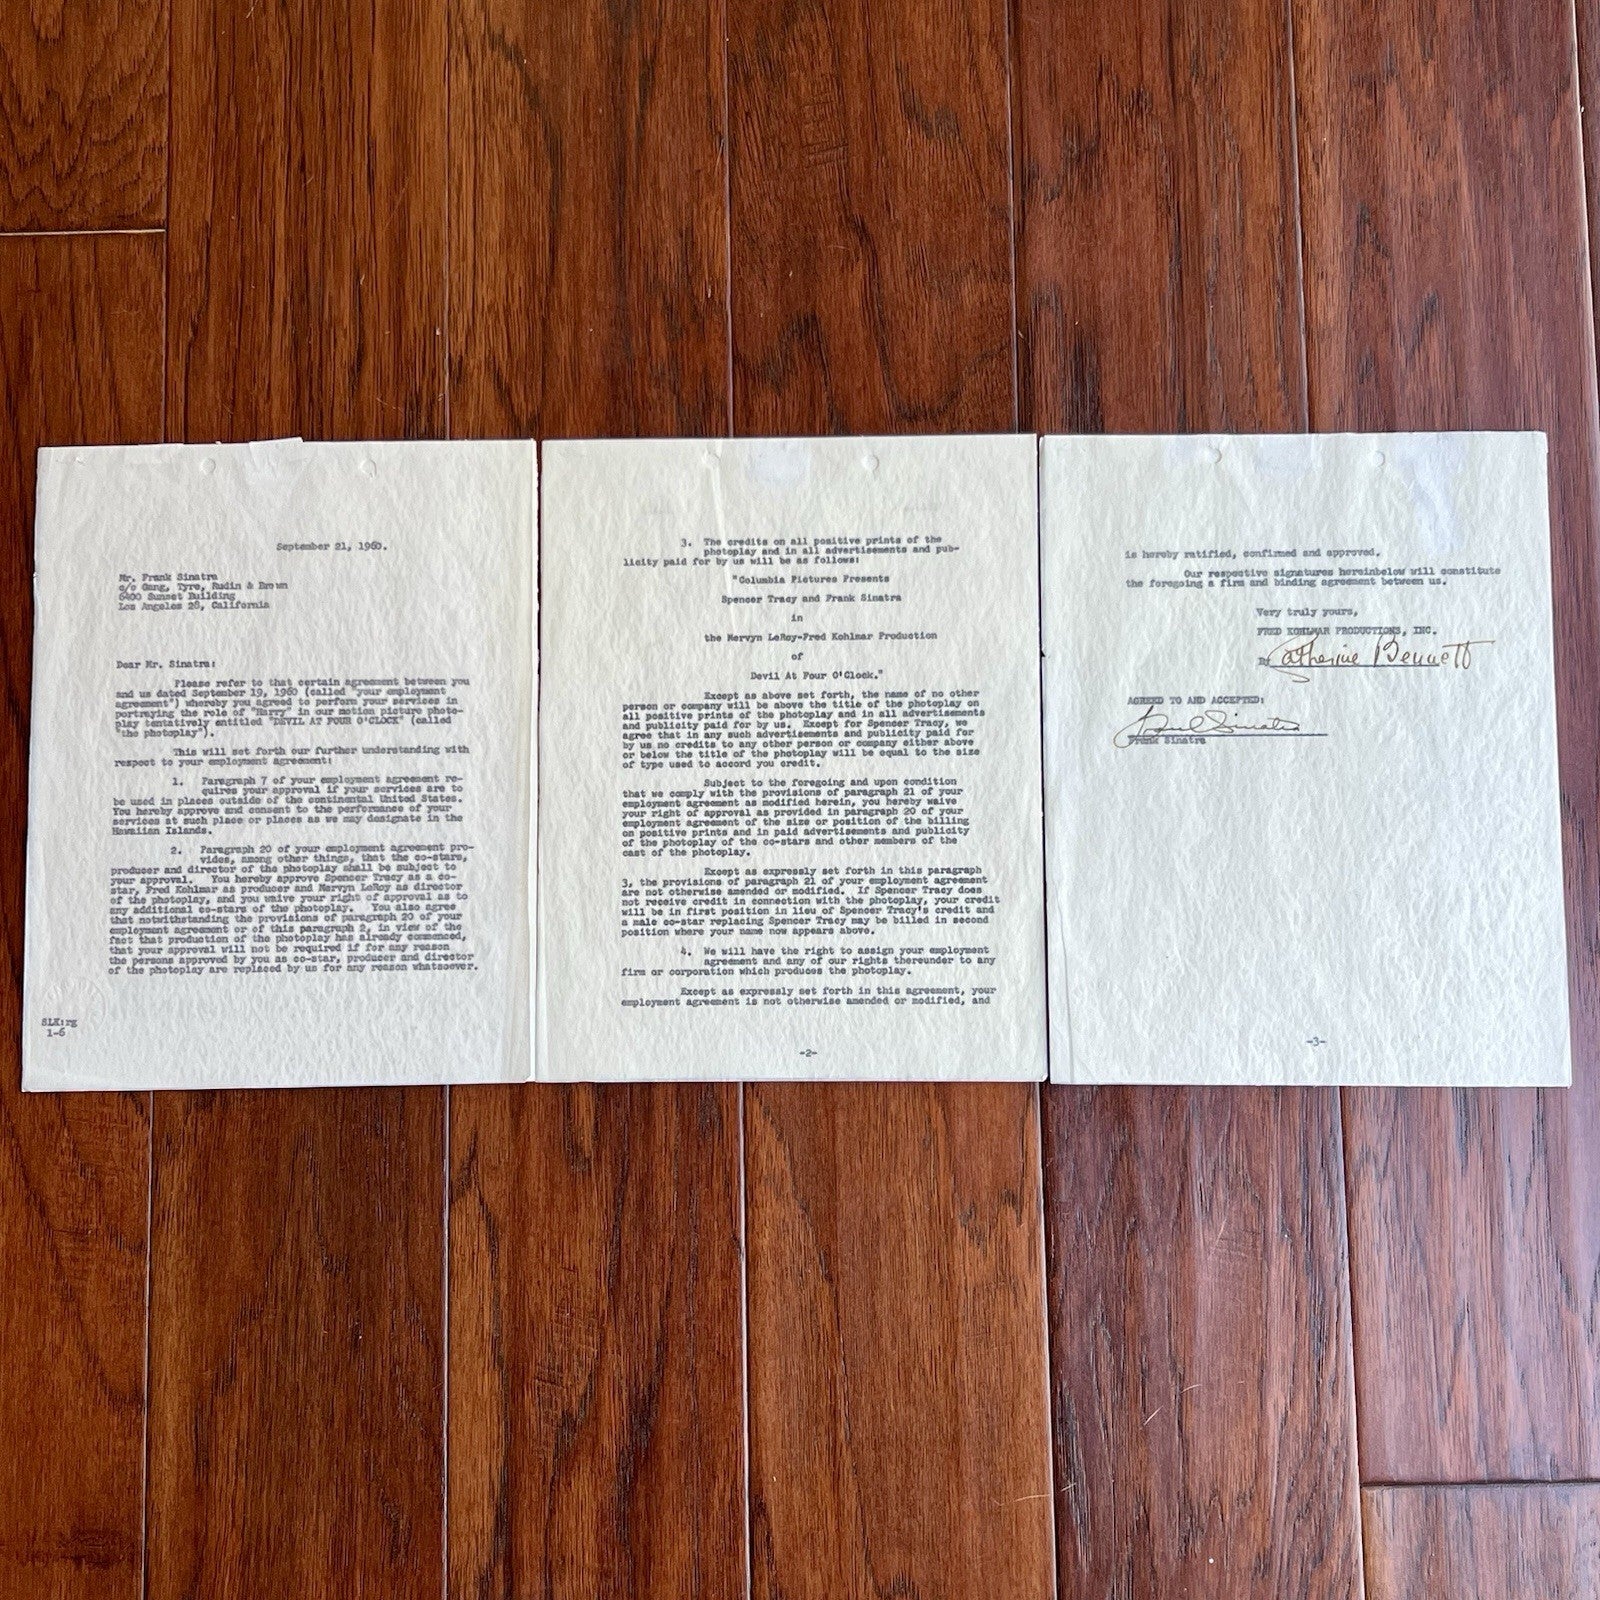 September 21, 1960.
Mr. Frank Sinatra
c/o Gang, Tyre, Rudin & Brown
6400 Sunset Building
Los Angeles 28, California
Dear Mr. Sinatra:
Please refer to that certain agreement between you
and us dated September 19, 1960 (called "your employment
agreement") whereby you agreed to perform your services in
portraying the role of "Harry" in our motion picture photo-
play tentatively entitled "DEVIL AT FOUR O'CLOCK" (called
"the photoplay").
This will set forth our further understanding with
respect to your employment agreement:
1. Paragraph 7 of your employment agreement re-
quires your approval if your services are to
be used in places outside of the continental United States.
You hereby approve and consent to the performance of your
services at such place or places as we may designate in the
Hawaiian Islands.
2. Paragraph 20 of your employment agreement pro-
vides, among other things, that the co-stars,
producer and director of the photoplay shall be subject to
your approval. You hereby approve Spencer Tracy as a co-
star, Fred Kohlmar as producer and Mervyn LeRoy as director
of the photoplay, and you waive your right of approval as to
any additional co-stars of the photoplay. You also agree
that notwithstanding the provisions of paragraph 20 of your
employment agreement or of this paragraph 2, in view of the
fact that production of the photoplay has already commenced,
that your approval will not be required if for any reason
the persons approved by you as co-star, producer and director
of the photoplay are replaced by us for any reason whatsoever.
SLK:rg
1-6
3. The credits on all positive prints of the
photoplay and in all advertisements and pub-
licity paid for by us will be as follows:
"Columbia Pictures Presents
Spencer Tracy and Frank Sinatra
in
the Mervyn LeRoy-Fred Kohlmar Production
of
Devil At Four O'Clock."
Except as above set forth, the name of no other
person or company will be above the title of the photoplay on
all positive prints of the photoplay and in all advertisements
and publicity paid for by us. Except for Spencer Tracy, we
agree that in any such advertisements and publicity paid for
by us no credits to any other person or company either above
or below the title of the photoplay will be equal to the size
of type used to accord you credit.
Subject to the foregoing and upon condition
that we comply with the provisions of paragraph 21 of your
employment agreement as modified herein, you hereby waive
your right of approval as provided in paragraph 20 of your
employment agreement of the size or position of the billing
on positive prints and in paid advertisements and publicity
of the photoplay of the co-stars and other members of the
cast of the photoplay.
Except as expressly set forth in this paragraph
3, the provisions of paragraph 21 of your employment agreement
are not otherwise amended or modified. If Spencer Tracy does
not receive credit in connection with the photoplay, your credit
will be in first position in lieu of Spencer Tracy's credit and
a male co-star replacing Spencer Tracy may be billed in second
position where your name now appears above.
4. We will have the right to assign your employment
agreement and any of our rights thereunder to any
firm or corporation which produces the photoplay.
Except as expressly set forth in this agreement, your
employment agreement is not otherwise amended or modified, and
-2-
is hereby ratified, confirmed and approved.
Our respective signatures hereinbelow will constitute
the foregoing a firm and binding agreement between us.
Very truly yours,
FRED KOHLMAR PRODUCTIONS, INC.
By Catherine Bennett
AGREED TO AND ACCEPTED:
Frank Sinatra
Frank Sinatra
-3-